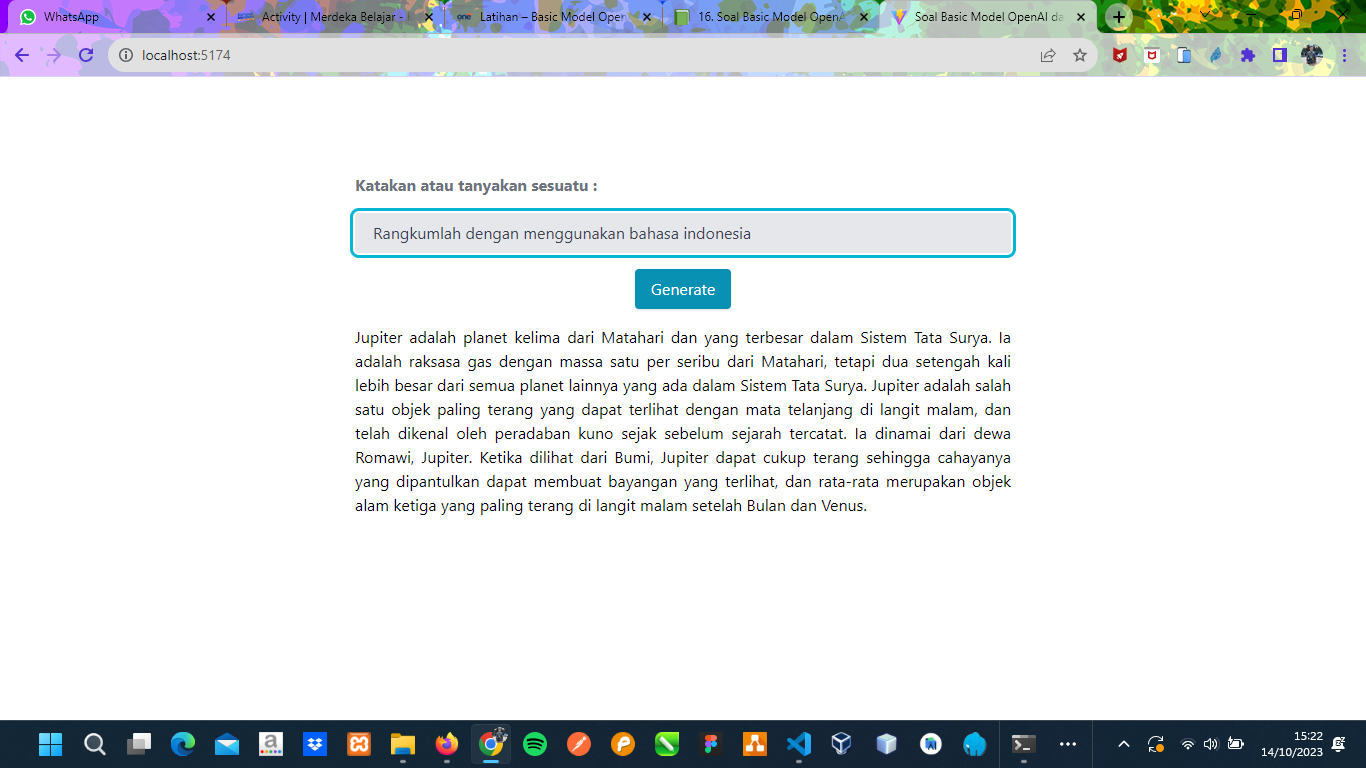 WhatsApp
Activity | Merdeka Belajar -
Latihan – Basic Model Open
16. Soal Basic Model OpenA
Soal Basic Model OpenAI da
localhost:5174
Katakan atau tanyakan sesuatu :
Rangkumlah dengan menggunakan bahasa indonesia
Generate
Jupiter adalah planet kelima dari Matahari dan yang terbesar dalam Sistem Tata Surya. Ia
adalah raksasa gas dengan massa satu per seribu dari Matahari, tetapi dua setengah kali
lebih besar dari semua planet lainnya yang ada dalam Sistem Tata Surya. Jupiter adalah salah
satu objek paling terang yang dapat terlihat dengan mata telanjang di langit malam, dan
telah dikenal oleh peradaban kuno sejak sebelum sejarah tercatat. Ia dinamai dari dewa
Romawi, Jupiter. Ketika dilihat dari Bumi, Jupiter dapat cukup terang sehingga cahayanya
yang dipantulkan dapat membuat bayangan yang terlihat, dan rata-rata merupakan objek
alam ketiga yang paling terang di langit malam setelah Bulan dan Venus.
15:22
14/10/2023